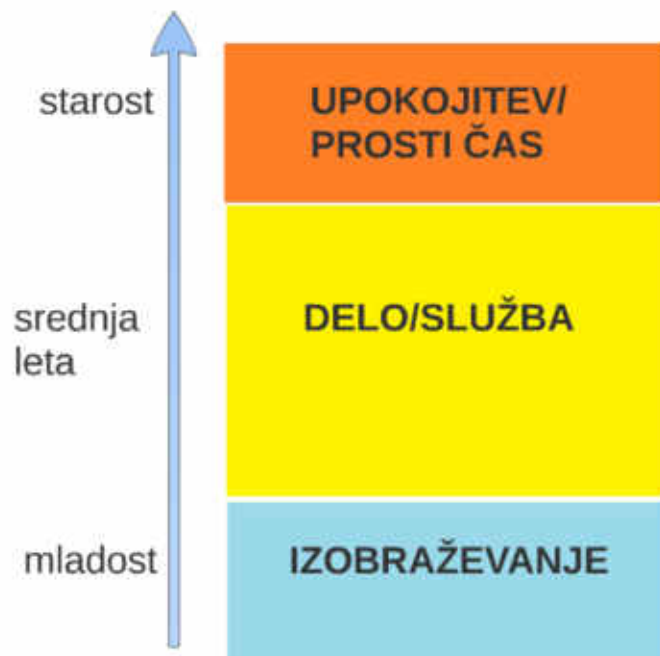 starost
UPOKOJITEV/
PROSTI ČAS
srednja
leta
DELO/SLUŽBA
mladost
IZOBRAŽEVANJE